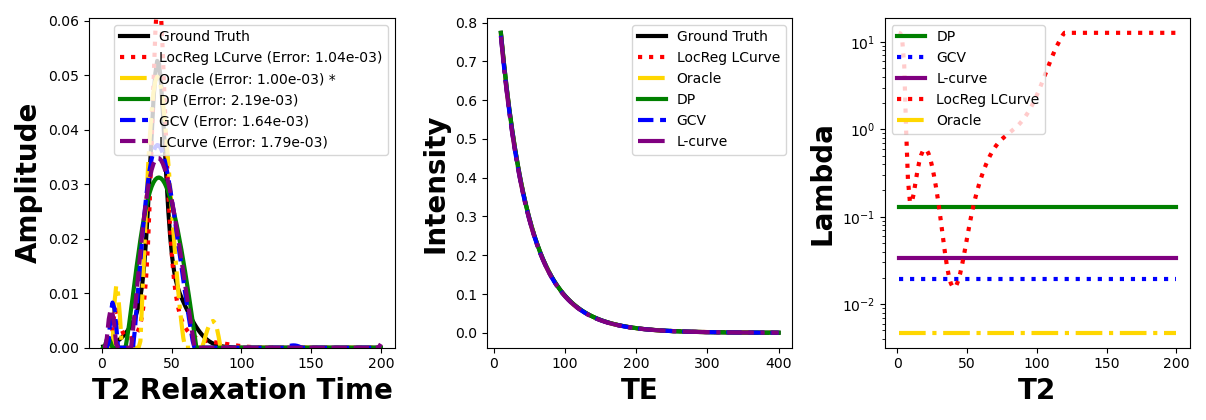 0.06
0.05
0.04
0.03
0.02
0.01
0.00
0
50
100
150
200
Amplitude
T2 Relaxation Time
Ground Truth
LocReg LCurve (Error: 1.04e-03)
Oracle (Error: 1.00e-03) *
DP (Error: 2.19e-03)
GCV (Error: 1.64e-03)
LCurve (Error: 1.79e-03)
0.8
0.7
0.6
0.5
0.4
0.3
0.2
0.1
0.0
0
100
200
300
400
Intensity
TE
Ground Truth
LocReg LCurve
Oracle
DP
GCV
L-curve
10¹
10⁰
10⁻¹
10⁻²
0
50
100
150
200
Lambda
T2
DP
GCV
L-curve
LocReg LCurve
Oracle